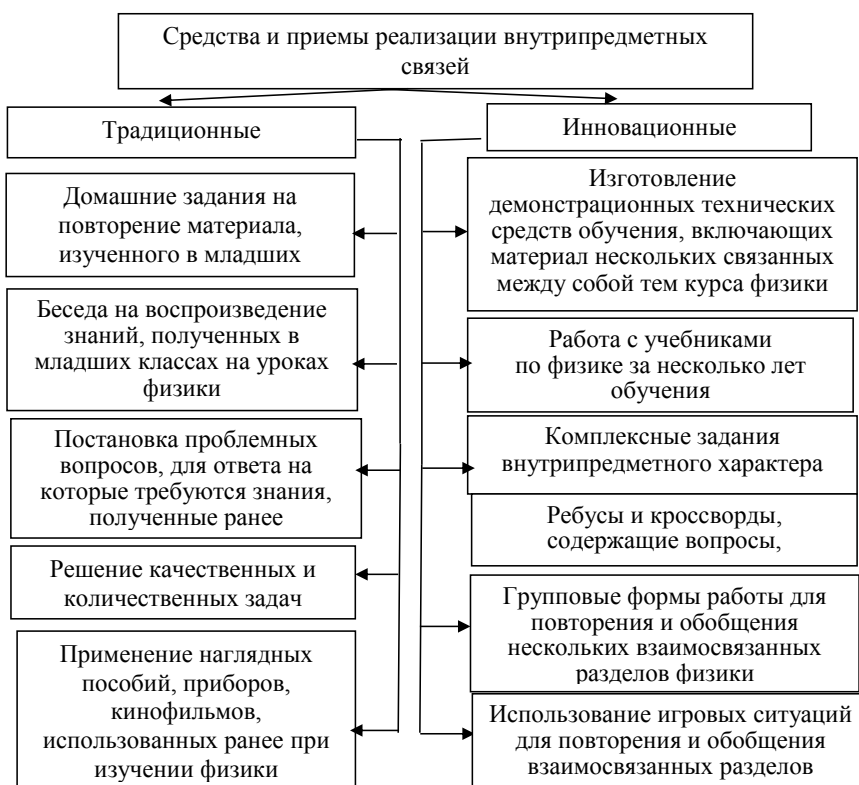 Средства и приемы реализации внутрипредметных
связей
Традиционные
Домашние задания на
повторение материала,
изученного в младших
Беседа на воспроизведение
знаний, полученных в
младших классах на уроках
физики
Постановка проблемных
вопросов, для ответа на
которые требуются знания,
полученные ранее
Решение качественных и
количественных задач
Применение наглядных
пособий, приборов,
кинофильмов,
использованных ранее при
изучении физики
Инновационные
Изготовление
демонстрационных технических
средств обучения, включающих
материал нескольких связанных
между собой тем курса физики
Работа с учебниками
по физике за несколько лет
обучения
Комплексные задания
внутрипредметного характера
Ребусы и кроссворды,
содержащие вопросы,
Групповые формы работы для
повторения и обобщения
нескольких взаимосвязанных
разделов физики
Использование игровых ситуаций
для повторения и обобщения
взаимосвязанных разделов